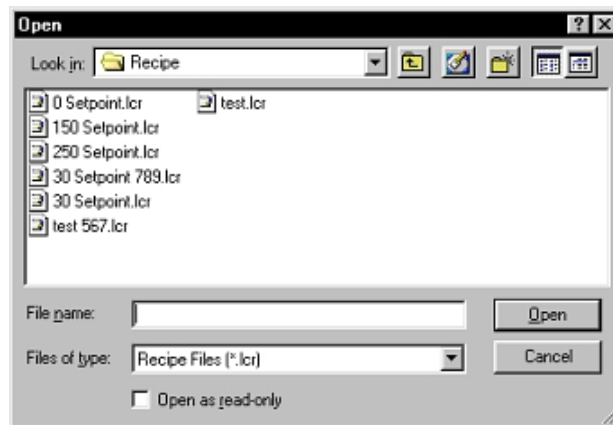 Open
Look in: Recipe
0 Setpoint.lcr
150 Setpoint.lcr
250 Setpoint.lcr
30 Setpoint 789.lcr
30 Setpoint.lcr
test 567.lcr
test.lcr
File name:
Open
Files of type: Recipe Files (*.lcr)
Cancel
Open as read-only